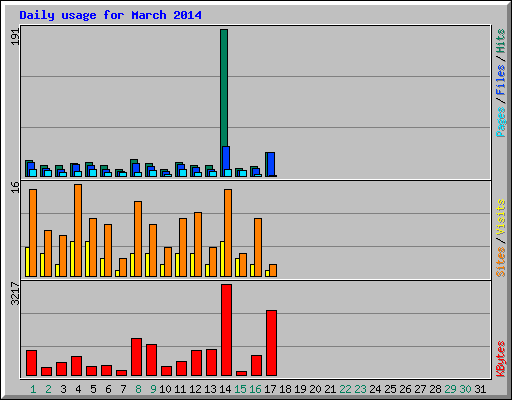 Daily usage for March 2014
191
Pages / Files / Hits
16
Sites / Visits
3217
KBytes
1 2 3 4 5 6 7 8 9 10 11 12 13 14 15 16 17 18 19 20 21 22 23 24 25 26 27 28 29 30 31